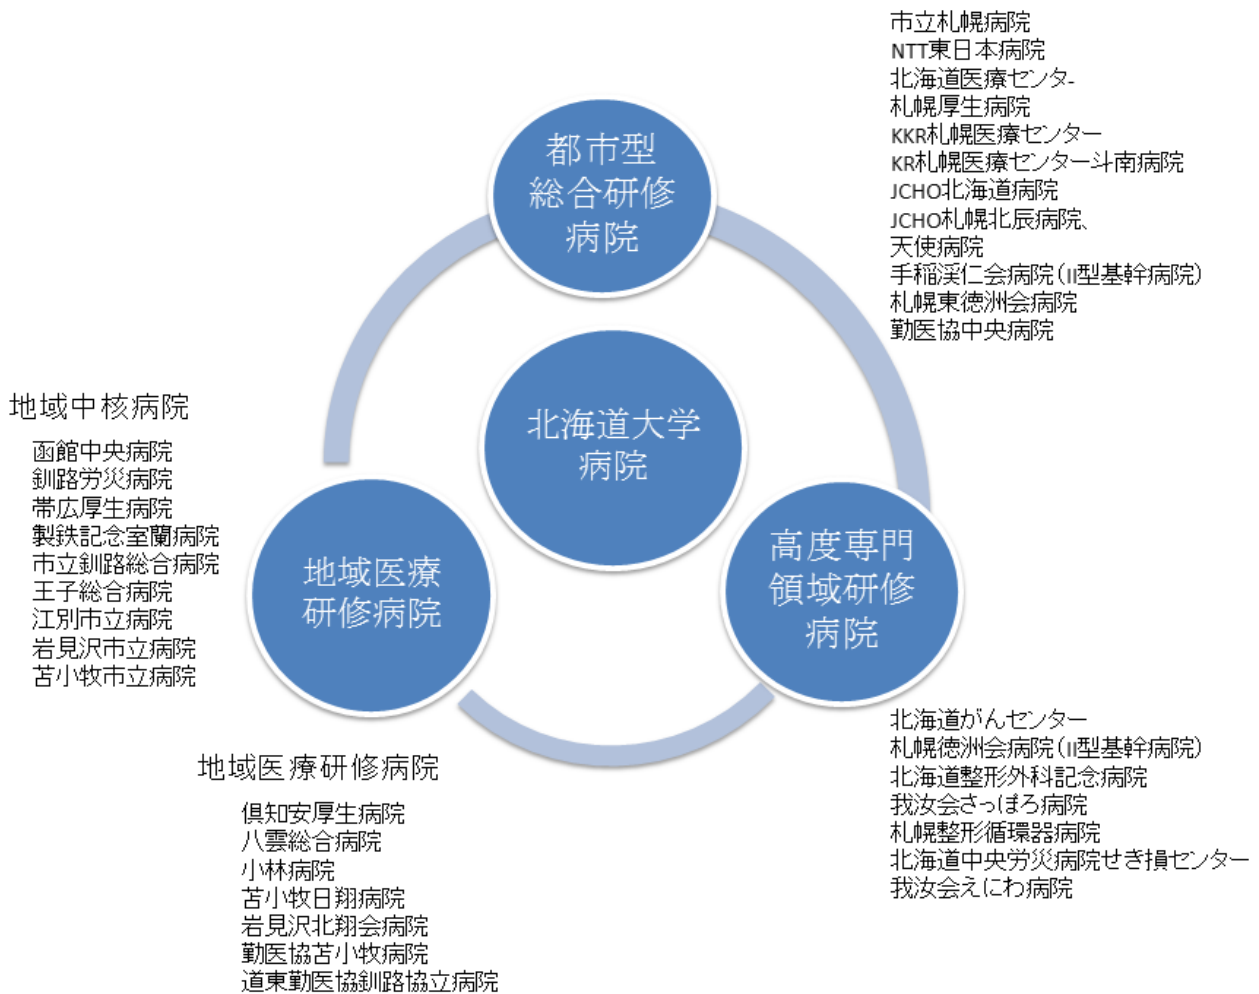 市立札幌病院
NTT東日本病院
北海道医療センタ-
札幌厚生病院
KKR札幌医療センター
KR札幌医療センター斗南病院
JCHO北海道病院
JCHO札幌北辰病院、
天使病院
手稲渓仁会病院(II型基幹病院)
札幌東徳洲会病院
勤医協中央病院
都市型
総合研修
病院
北海道大学
病院
地域中核病院
函館中央病院
釧路労災病院
帯広厚生病院
製鉄記念室蘭病院
市立釧路総合病院
王子総合病院
江別市立病院
岩見沢市立病院
苫小牧市立病院
地域医療
研修病院
高度専門
領域研修
病院
北海道がんセンター
札幌徳洲会病院(II型基幹病院)
北海道整形外科記念病院
我汝会さっぽろ病院
札幌整形循環器病院
北海道中央労災病院せき損センター
我汝会えにわ病院
地域医療研修病院
倶知安厚生病院
八雲総合病院
小林病院
苫小牧日翔病院
岩見沢北翔会病院
勤医協苫小牧病院
道東勤医協釧路協立病院